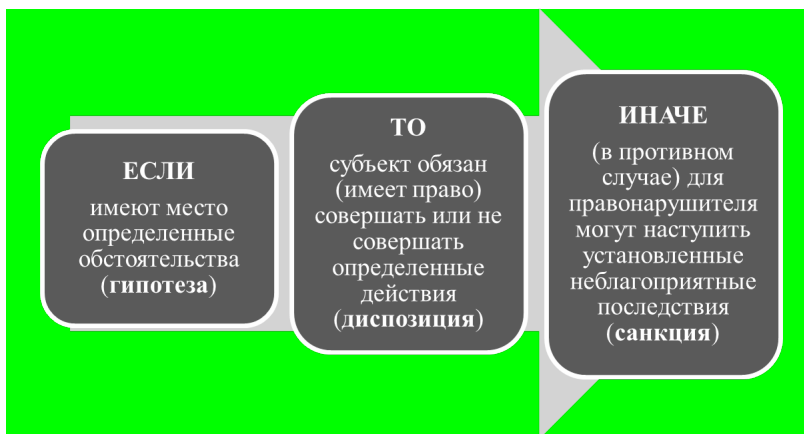 ЕСЛИ
имеют место
определенные
обстоятельства
(гипотеза)
ТО
субъект обязан
(имеет право)
совершать или не
совершать
определенные
действия
(диспозиция)
ИНАЧЕ
(в противном
случае) для
правонарушителя
могут наступить
установленные
неблагоприятные
последствия
(санкция)